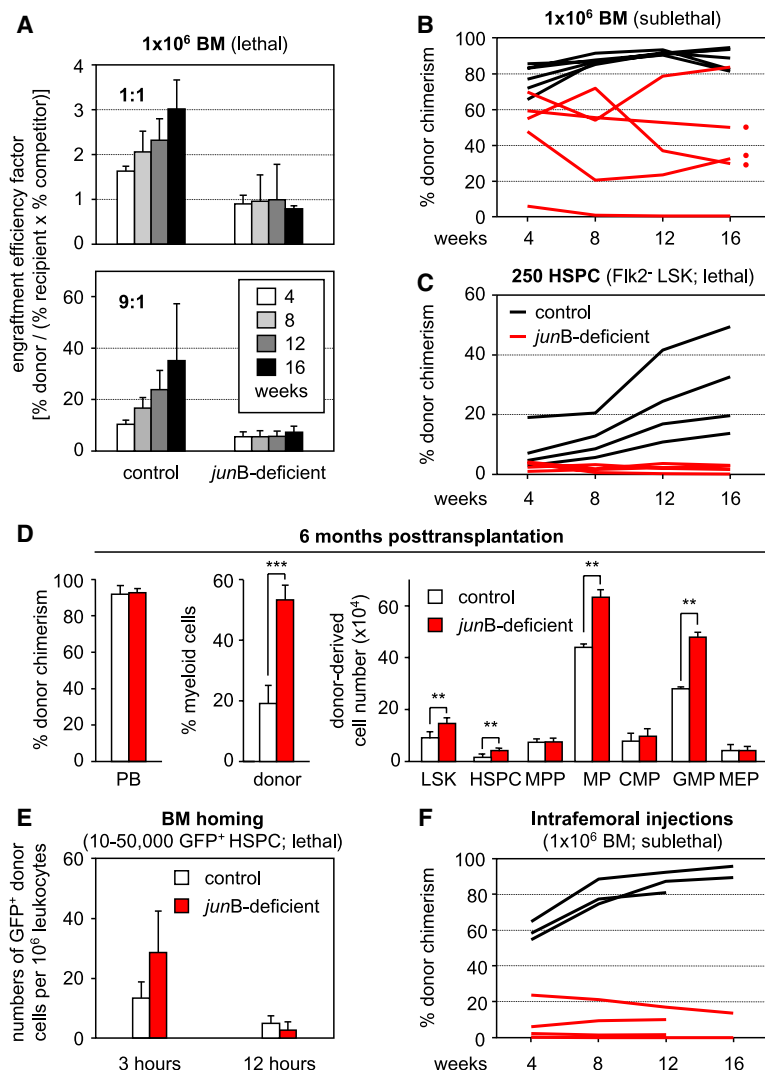 A
1x10⁶ BM (lethal)
engraftment efficiency factor
[% donor / (% recipient x % competitor)]
4
3
2
1
0
1:1
60
40
20
0
9:1
4
8
12
16
weeks
control
junB-deficient
B
1x10⁶ BM (sublethal)
% donor chimerism
100
80
60
40
20
0
weeks
4
8
12
16
C
250 HSPC (Flk2⁻ LSK; lethal)
% donor chimerism
60
40
20
0
control
junB-deficient
weeks
4
8
12
16
D
6 months posttransplantation
% donor chimerism
100
80
60
40
20
0
PB
% myeloid cells
60
40
20
0
***
donor
donor-derived
cell number (x10⁴)
60
40
20
0
control
junB-deficient
**
**
**
**
LSK
HSPC
MPP
MP
CMP
GMP
MEP
E
BM homing
(10-50,000 GFP⁺ HSPC; lethal)
numbers of GFP⁺ donor
cells per 10⁶ leukocytes
60
40
20
0
control
junB-deficient
3 hours
12 hours
F
Intrafemoral injections
(1x10⁶ BM; sublethal)
% donor chimerism
100
80
60
40
20
0
weeks
4
8
12
16